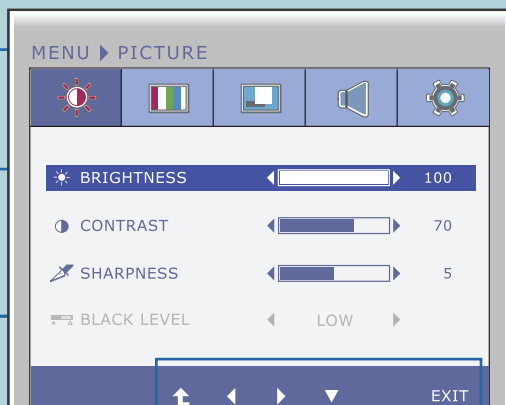 MENU PICTURE
BRIGHTNESS 100
CONTRAST 70
SHARPNESS 5
BLACK LEVEL LOW
EXIT